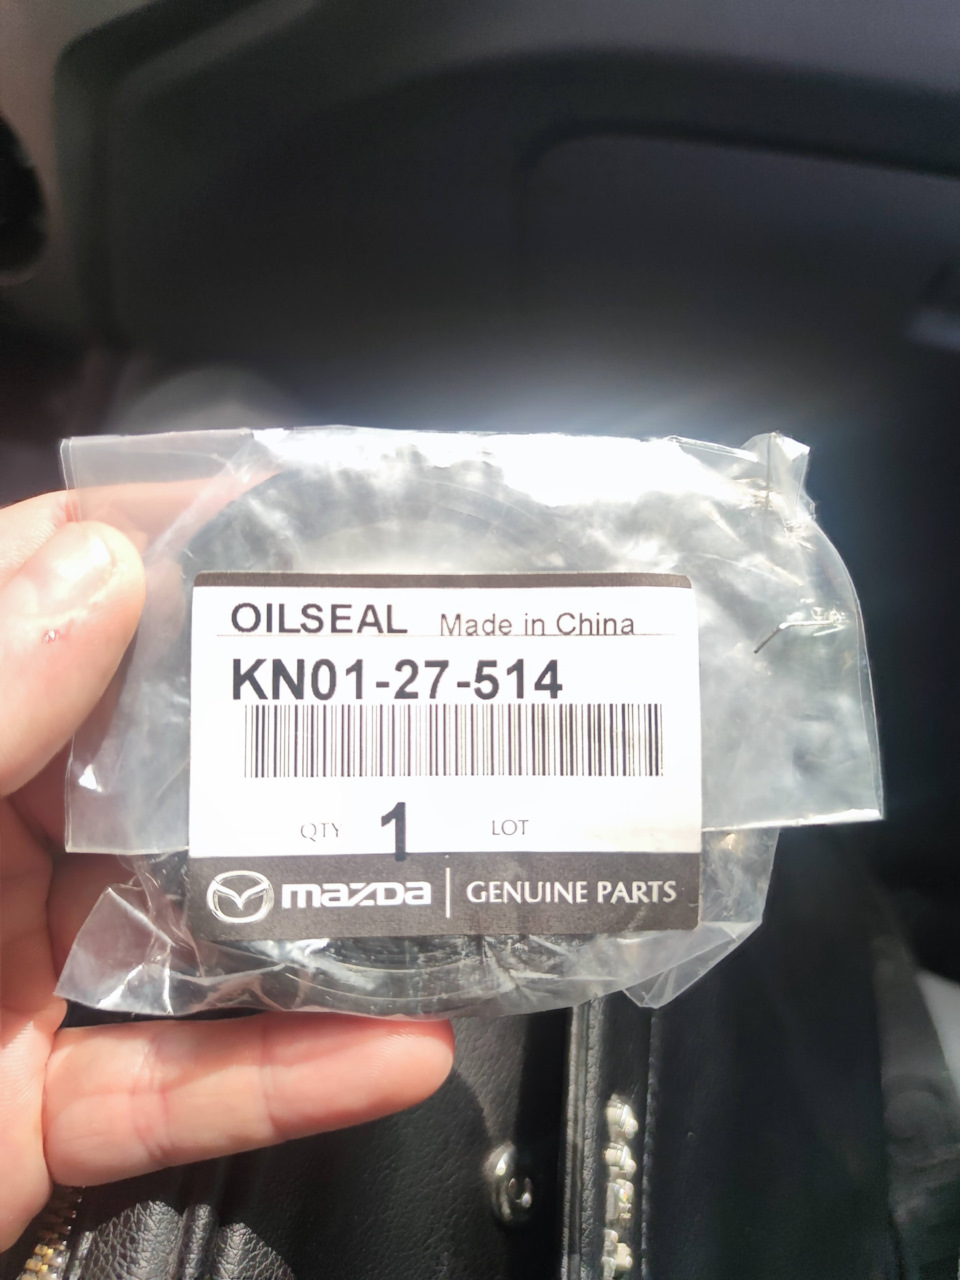 OILSEAL Made in China
KN01-27-514
QTY 1 LOT
mazda | GENUINE PARTS